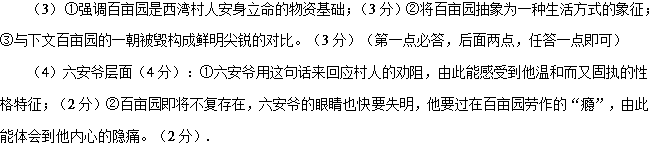 （3）①强调百亩园是西湾村人安身立命的物资基础；（3 分）②将百亩园抽象为一种生活方式的象征；
③与下文百亩园的一朝被毁构成鲜明尖锐的对比。（3 分）（第一点必答，后面两点，任答一点即可）
（4）六安爷层面（4 分）：①六安爷用这句话来回应村人的劝阻，由此能感受到他温和而又固执的性
格特征；（2 分）②百亩园即将不复存在，六安爷的眼睛也快要失明，他要过在百亩园劳作的“瘾”，由此
能体会到他内心的隐痛。（2 分）.